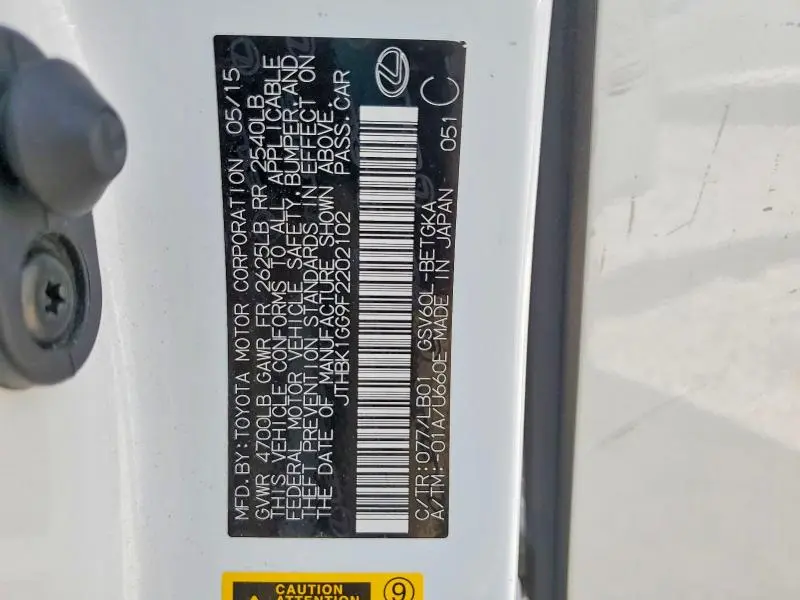 MFD. BY: TOYOTA MOTOR CORPORATION 05/15
GVWR 4700LB GAWR FR 2625LB RR 2540LB
THIS VEHICLE CONFORMS TO ALL APPLICABLE
FEDERAL MOTOR VEHICLE SAFETY, BUMPER, AND
THEFT PREVENTION STANDARDS IN EFFECT ON
THE DATE OF MANUFACTURE SHOWN ABOVE.
JTHBK1GG9F2202102 PASS. CAR
C/TR: 077/LB01 GSV60L-BETGKA 051
A/TM: -01A/U660E MADE IN JAPAN
C
CAUTION 9
ATTENTION